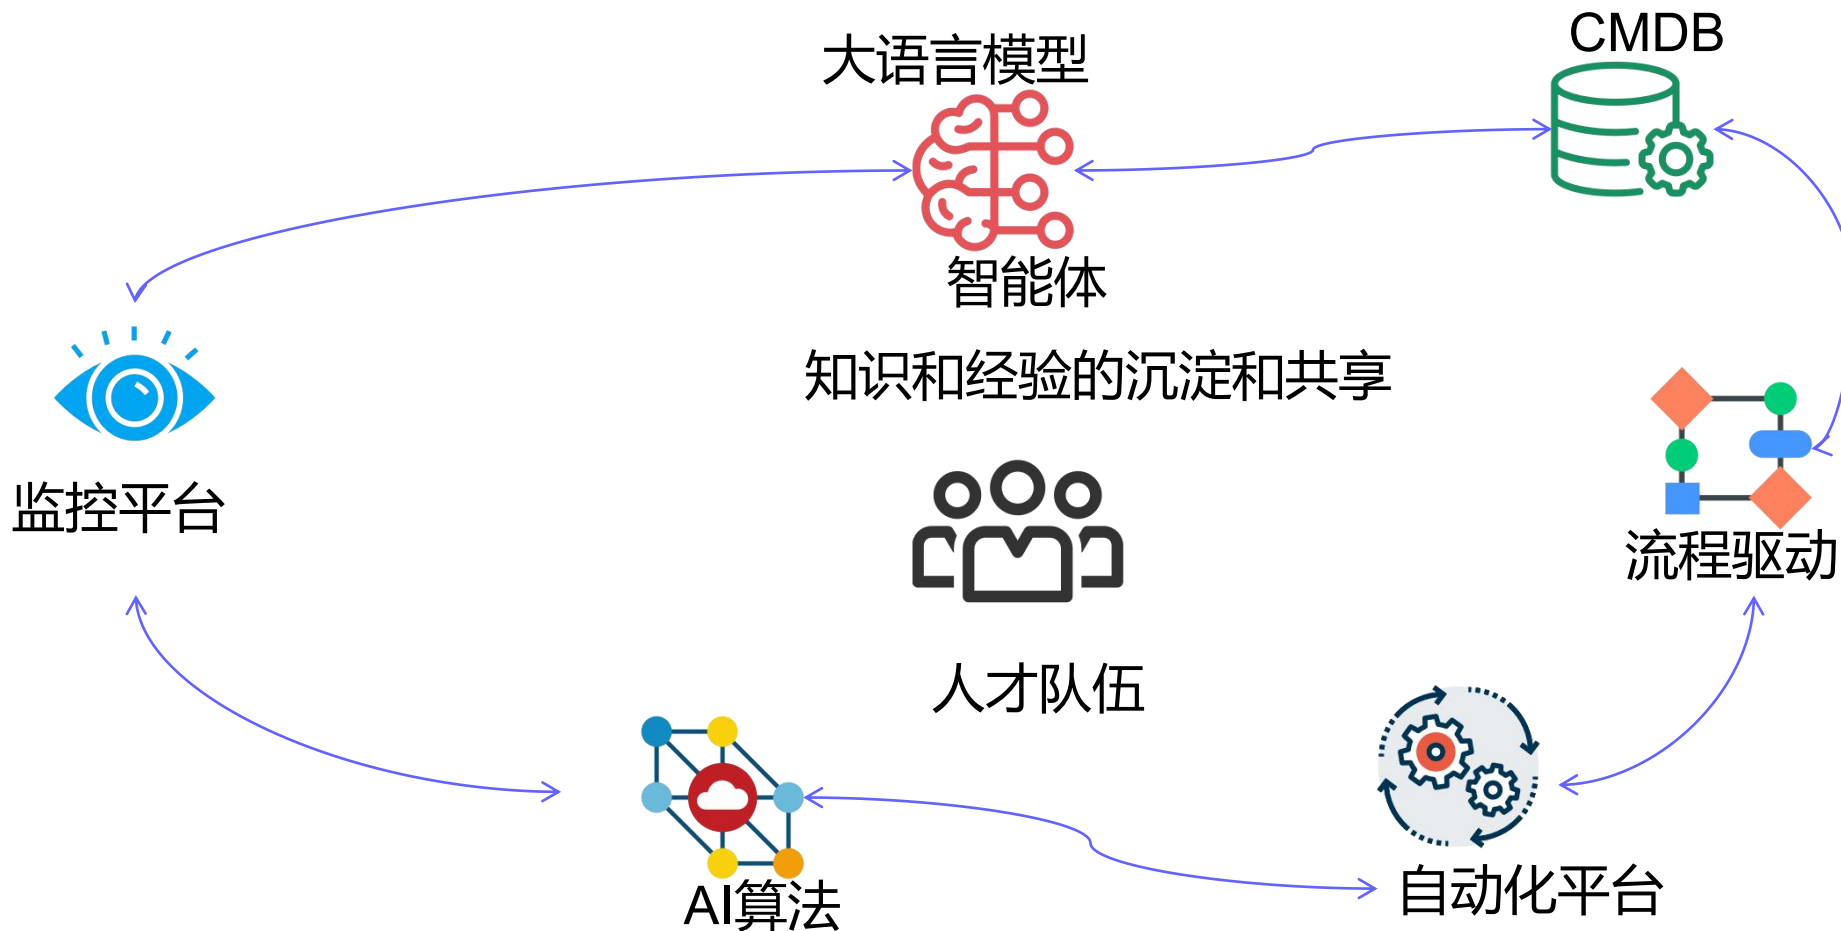 CMDB
大语言模型
智能体
知识和经验的沉淀和共享
监控平台
流程驱动
人才队伍
AI算法
自动化平台